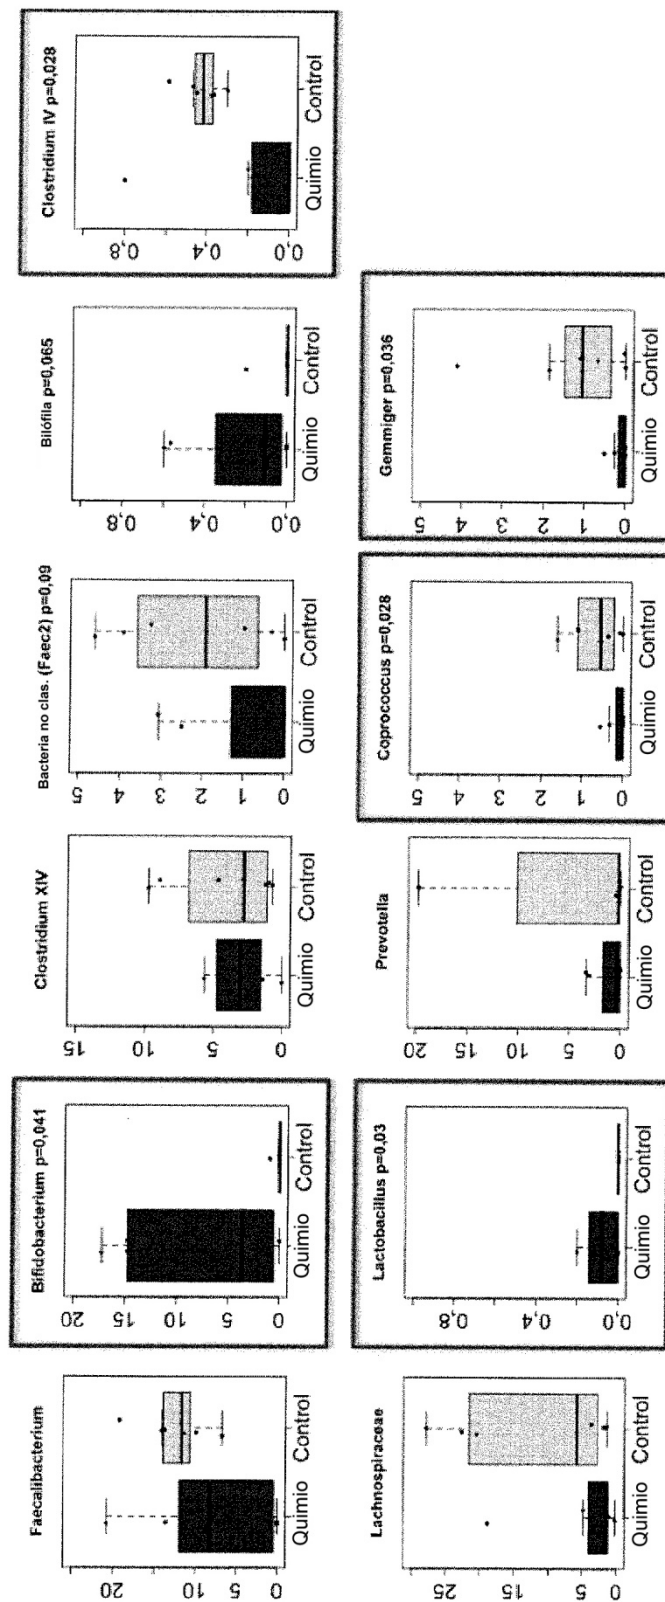 Faecalibacterium
20
10
0
Quimio
Control
Bifidobacterium p=0,041
20
15
10
5
0
Quimio
Control
Clostridium XIV
15
10
5
0
Quimio
Control
Bacteria no clas. (Faec2) p=0,09
5
4
3
2
1
0
Quimio
Control
Bilófila p=0,065
0,8
0,4
0,0
Quimio
Control
Clostridium IV p=0,028
0,8
0,4
0,0
Quimio
Control
Lachnospiraceae
25
15
5
0
Quimio
Control
Lactobacillus p=0,03
0,8
0,4
0,0
Quimio
Control
Prevotella
20
15
10
5
0
Quimio
Control
Coprococcus p=0,028
5
4
3
2
1
0
Quimio
Control
Gemmiger p=0,036
5
4
3
2
1
0
Quimio
Control